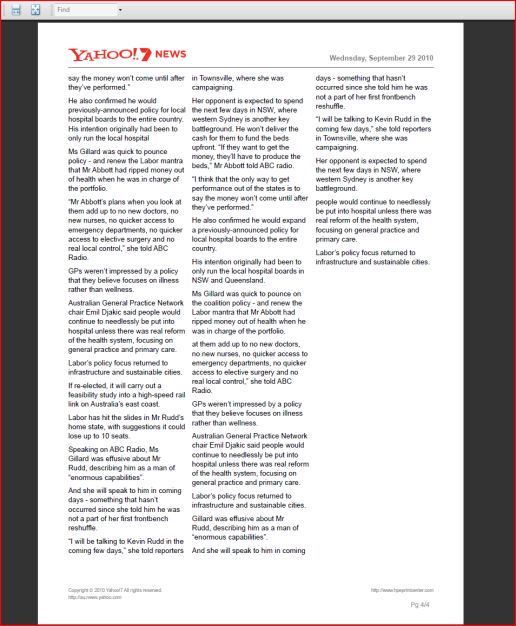 Find
YAHOO!7 NEWS
Wednsday, September 29 2010
say the money won't come until after
they've performed."
He also confirmed he would
previously-announced policy for local
hospital boards to the entire country.
His intention originally had been to
only run the local hospital
Ms Gillard was quick to pounce
policy - and renew the Labor mantra
that Mr Abbott had ripped money out
of health when he was in charge of
the portfolio.
"Mr Abbott's plans when you look at
them add up to no new doctors, no
new nurses, no quicker access to
emergency departments, no quicker
access to elective surgery and no
real local control," she told ABC
Radio.
GPs weren't impressed by a policy
that they believe focuses on illness
rather than wellness.
Australian General Practice Network
chair Emil Djakic said people would
continue to needlessly be put into
hospital unless there was real reform
of the health system, focusing on
general practice and primary care.
Labor's policy focus returned to
infrastructure and sustainable cities.
If re-elected, it will carry out a
feasibility study into a high-speed rail
link on Australia's east coast.
Labor has hit the slides in Mr Rudd's
home state, with suggestions it could
lose up to 10 seats.
Speaking on ABC Radio, Ms
Gillard was effusive about Mr
Rudd, describing him as a man of
"enormous capabilities".
And she will speak to him in coming
days - something that hasn't
occurred since she told him he was
not a part of her first frontbench
reshuffle.
"I will be talking to Kevin Rudd in the
coming few days," she told reporters
in Townsville, where she was
campaigning.
Her opponent is expected to spend
the next few days in NSW, where
western Sydney is another key
battleground. He won't deliver the
cash for them to fund the beds
upfront. "If they want to get the
money, they'll have to produce the
beds," Mr Abbott told ABC radio.
"I think that the only way to get
performance out of the states is to
say the money won't come until after
they've performed."
He also confirmed he would expand
a previously-announced policy for
local hospital boards to the entire
country.
His intention originally had been to
only run the local hospital boards in
NSW and Queensland.
Ms Gillard was quick to pounce on
the coalition policy - and renew the
Labor mantra that Mr Abbott had
ripped money out of health when he
was in charge of the portfolio.
at them add up to no new doctors,
no new nurses, no quicker access to
emergency departments, no quicker
access to elective surgery and no
real local control," she told ABC
Radio.
GPs weren't impressed by a policy
that they believe focuses on illness
rather than wellness.
Australian General Practice Network
chair Emil Djakic said people would
continue to needlessly be put into
hospital unless there was real reform
of the health system, focusing on
general practice and primary care.
Labor's policy focus returned to
infrastructure and sustainable cities.
Gillard was effusive about Mr
Rudd, describing him as a man of
"enormous capabilities".
And she will speak to him in coming
days - something that hasn't
occurred since she told him he was
not a part of her first frontbench
reshuffle.
"I will be talking to Kevin Rudd in the
coming few days," she told reporters
in Townsville, where she was
campaigning.
Her opponent is expected to spend
the next few days in NSW, where
western Sydney is another key
battleground.
people would continue to needlessly
be put into hospital unless there was
real reform of the health system,
focusing on general practice and
primary care.
Labor's policy focus returned to
infrastructure and sustainable cities.
Copyright © 2010 Yahoo!7 All rights reserved.
http://au.news.yahoo.com
http://www.hpeprintcenter.com
Pg 4/4